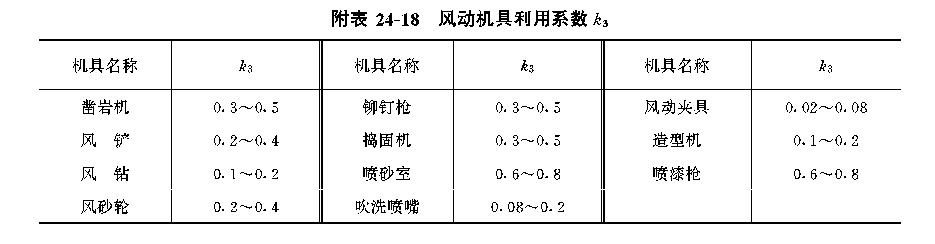 附表 24-18 风动机具利用系数 k₃
机具名称 k₃ 机具名称 k₃ 机具名称 k₃
凿岩机 0.3～0.5 铆钉枪 0.3～0.5 风动夹具 0.02～0.08
风 铲 0.2～0.4 捣固机 0.3～0.5 造型机 0.1～0.2
风 钻 0.1～0.2 喷砂室 0.6～0.8 喷漆枪 0.6～0.8
风砂轮 0.2～0.4 吹洗喷嘴 0.08～0.2